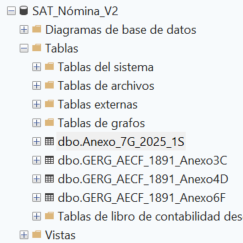 SAT_Nómina_V2
Diagramas de base de datos
Tablas
Tablas del sistema
Tablas de archivos
Tablas externas
Tablas de grafos
dbo.Anexo_7G_2025_1S
dbo.GERG_AECF_1891_Anexo3C
dbo.GERG_AECF_1891_Anexo4D
dbo.GERG_AECF_1891_Anexo6F
Tablas de libro de contabilidad des
Vistas